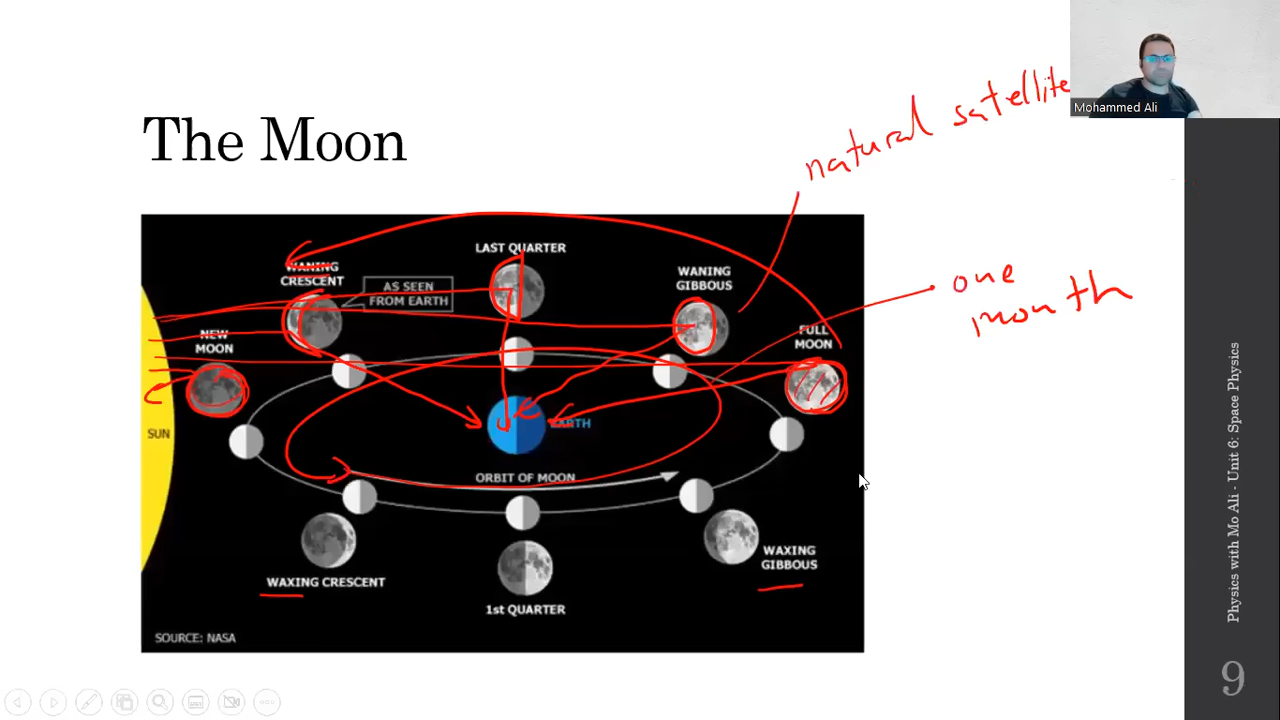 Mohammed Ali
natural satellite
The Moon
LAST QUARTER
WANING
CRESCENT
AS SEEN
FROM EARTH
WANING
GIBBOUS
one
month
NEW
MOON
FULL
MOON
SUN
EARTH
ORBIT OF MOON
WAXING CRESCENT
1st QUARTER
WAXING
GIBBOUS
SOURCE: NASA
Physics with Mo Ali - Unit 6: Space Physics
9